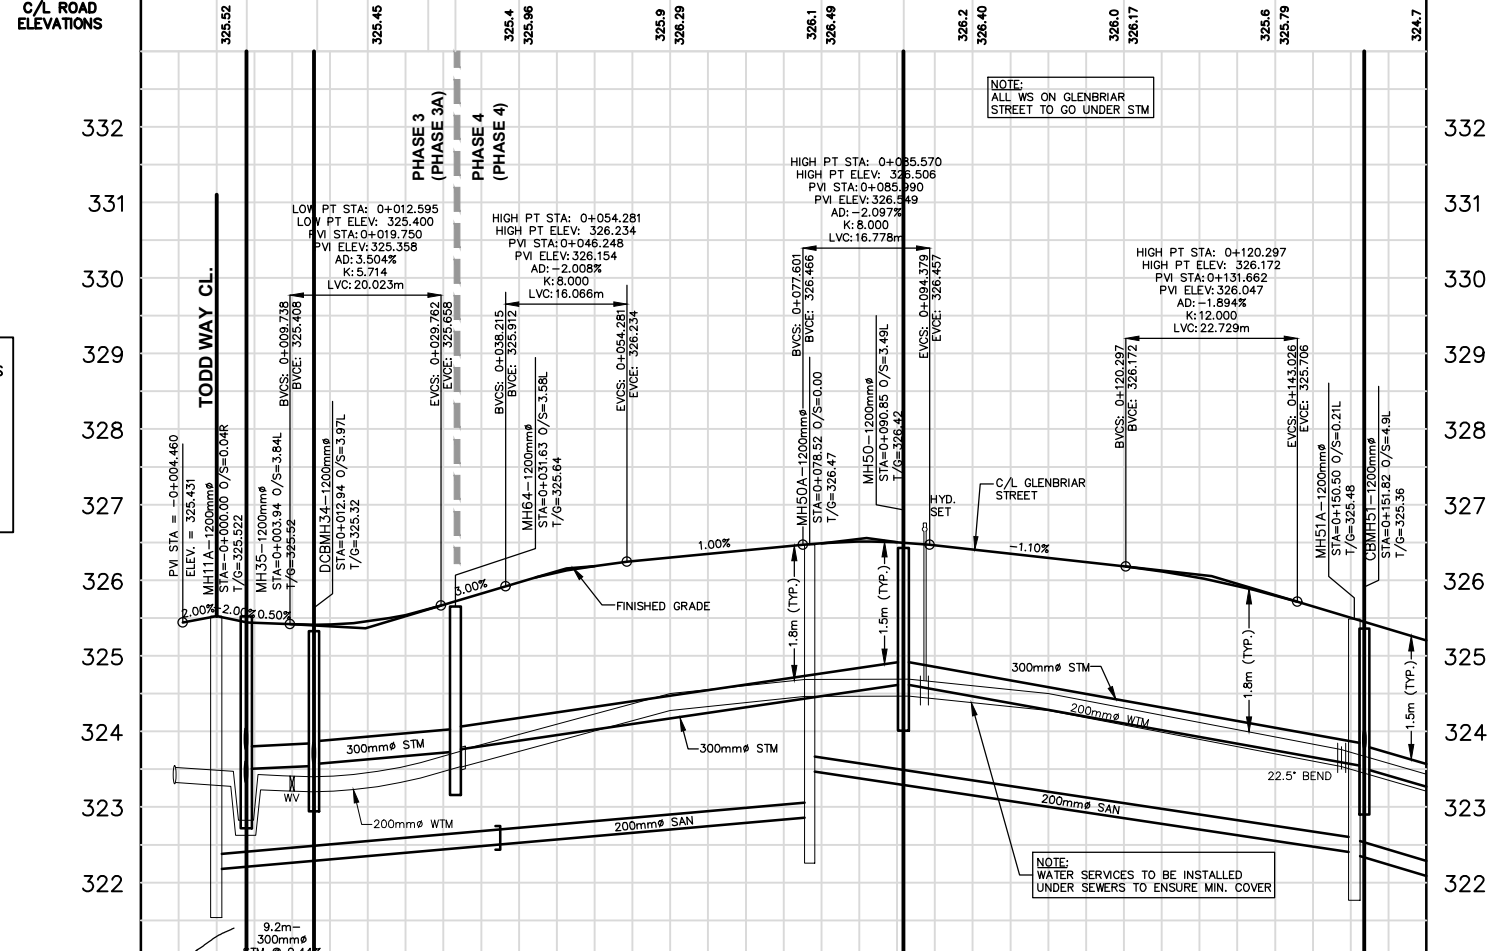 C/L ROAD
ELEVATIONS
325.52
325.45
325.4
325.96
325.9
326.29
326.1
326.49
326.2
326.40
326.0
326.17
325.6
325.79
324.7
NOTE:
ALL WS ON GLENBRIAR
STREET TO GO UNDER STM
332
331
330
329
328
327
326
325
324
323
322
PHASE 3
(PHASE 3A)
PHASE 4
(PHASE 4)
LOW PT STA: 0+012.595
LOW PT ELEV: 325.400
PVI STA:0+019.750
PVI ELEV:325.358
AD: 3.504%
K: 5.714
LVC: 20.023m
BVCS: 0+009.738
BVCE: 325.408
EVCS: 0+029.762
EVCE: 325.658
HIGH PT STA: 0+054.281
HIGH PT ELEV: 326.234
PVI STA:0+046.248
PVI ELEV:326.154
AD: -2.008%
K: 8.000
LVC: 16.066m
BVCS: 0+038.215
BVCE: 325.912
EVCS: 0+054.281
EVCE: 326.234
HIGH PT STA: 0+085.570
HIGH PT ELEV: 326.506
PVI STA:0+085.990
PVI ELEV:326.549
AD: -2.097%
K: 8.000
LVC: 16.778m
BVCS: 0+077.601
BVCE: 326.466
EVCS: 0+094.379
EVCE: 326.457
HIGH PT STA: 0+120.297
HIGH PT ELEV: 326.172
PVI STA:0+131.662
PVI ELEV:326.047
AD: -1.894%
K: 12.000
LVC: 22.729m
BVCS: 0+120.297
BVCE: 326.172
EVCS: 0+143.026
EVCE: 325.706
TODD WAY CL.
PVI STA = -0+004.460
ELEV. = 325.431
MH11A-1200mmø
STA=-0+000.00 O/S=0.04R
T/G=325.522
MH35-1200mmø
STA=0+003.94 O/S=3.84L
T/G=325.52
DCBMH34-1200mmø
STA=0+012.94 O/S=3.97L
T/G=325.32
MH64-1200mmø
STA=0+031.63 O/S=3.58L
T/G=325.64
MH50A-1200mmø
STA=0+078.52 O/S=0.00
T/G=326.47
MH50-1200mmø
STA=0+090.85 O/S=3.49L
T/G=326.42
HYD.
SET
C/L GLENBRIAR
STREET
MH51A-1200mmø
STA=0+150.50 O/S=0.21L
T/G=325.48
CBMH51-1200mmø
STA=0+151.82 O/S=4.9L
T/G=325.36
2.00%
-2.00%
0.50%
3.00%
1.00%
-1.10%
FINISHED GRADE
1.8m (TYP.)
1.5m (TYP.)
1.8m (TYP.)
1.5m (TYP.)
300mmø STM
300mmø STM
300mmø STM
200mmø WTM
22.5° BEND
WV
200mmø WTM
200mmø SAN
200mmø SAN
NOTE:
WATER SERVICES TO BE INSTALLED
UNDER SEWERS TO ENSURE MIN. COVER
332
331
330
329
328
327
326
325
324
323
322
9.2m-
300mmø